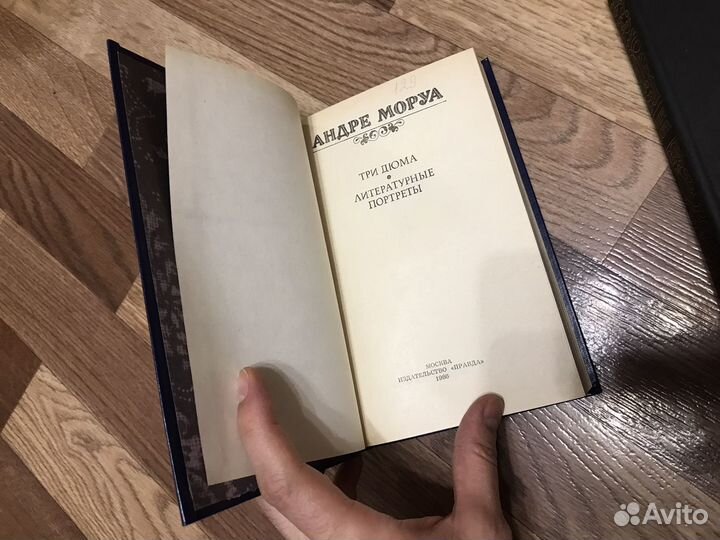 АНДРЕ МОРУА
ТРИ ДЮМА
ЛИТЕРАТУРНЫЕ
ПОРТРЕТЫ
МОСКВА
ИЗДАТЕЛЬСТВО «ПРАВДА»
1986
Avito